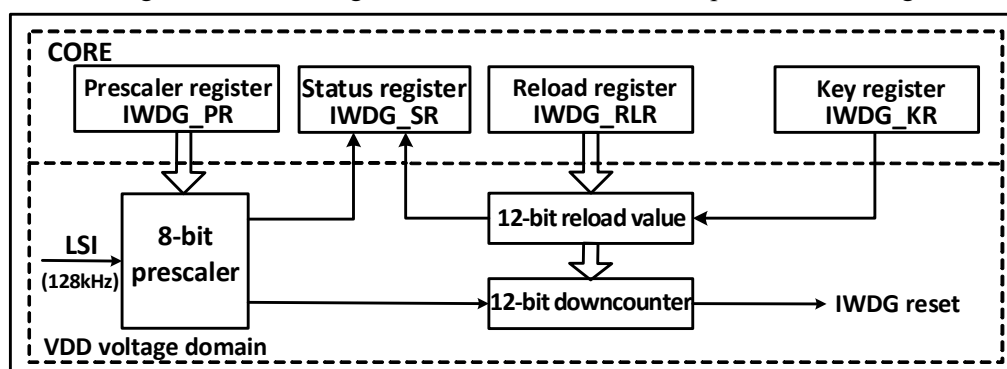 CORE
Prescaler register
IWDG_PR
Status register
IWDG_SR
Reload register
IWDG_RLR
Key register
IWDG_KR
8-bit
prescaler
LSI
(128kHz)
12-bit reload value
12-bit downcounter
IWDG reset
VDD voltage domain